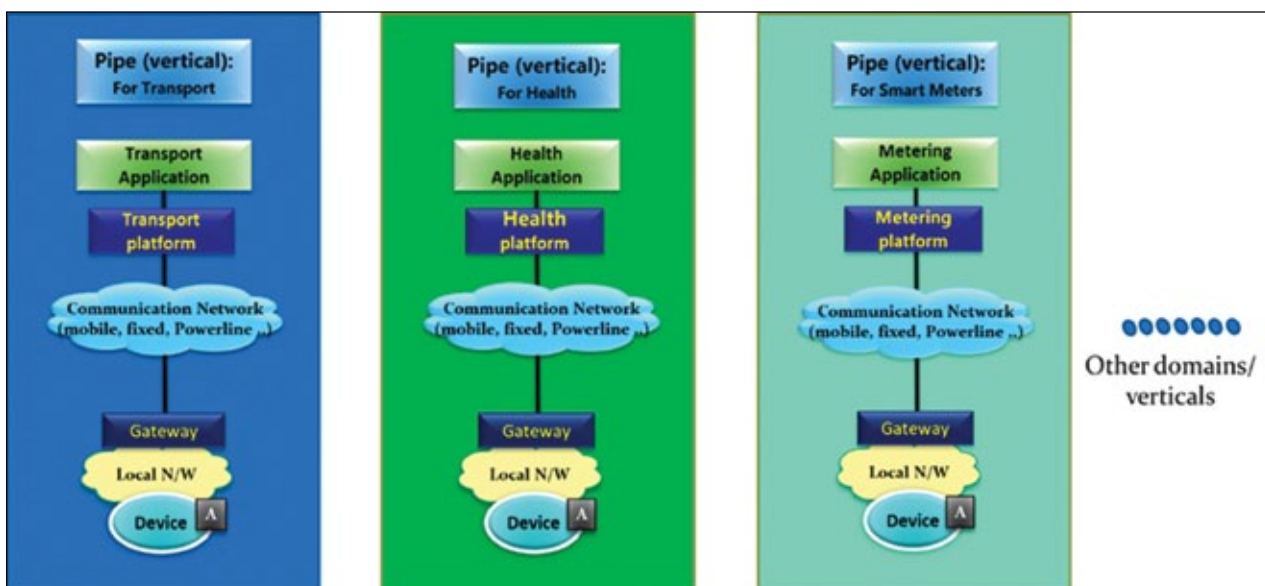 Pipe (vertical):
For Transport
Transport
Application
Transport
platform
Communication Network
(mobile, fixed, Powerline ..)
Gateway
Local N/W
Device
A
Pipe (vertical):
For Health
Health
Application
Health
platform
Communication Network
(mobile, fixed, Powerline ..)
Gateway
Local N/W
Device
A
Pipe (vertical):
For Smart Meters
Metering
Application
Metering
platform
Communication Network
(mobile, fixed, Powerline ..)
Gateway
Local N/W
Device
A
Other domains/
verticals